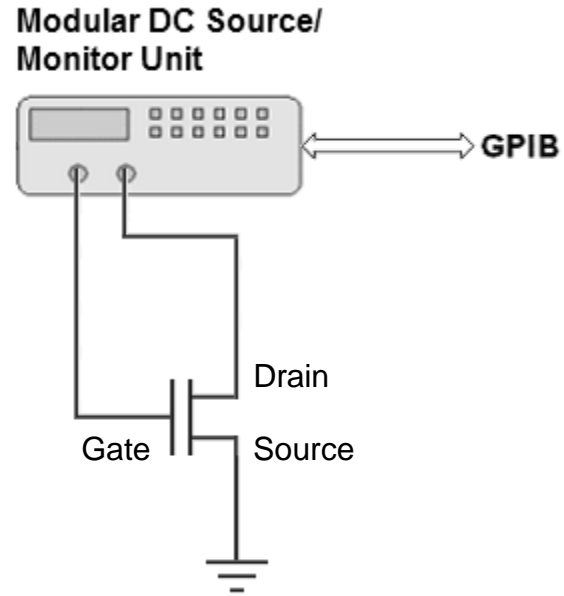 Modular DC Source/
Monitor Unit
GPIB
Drain
Gate
Source